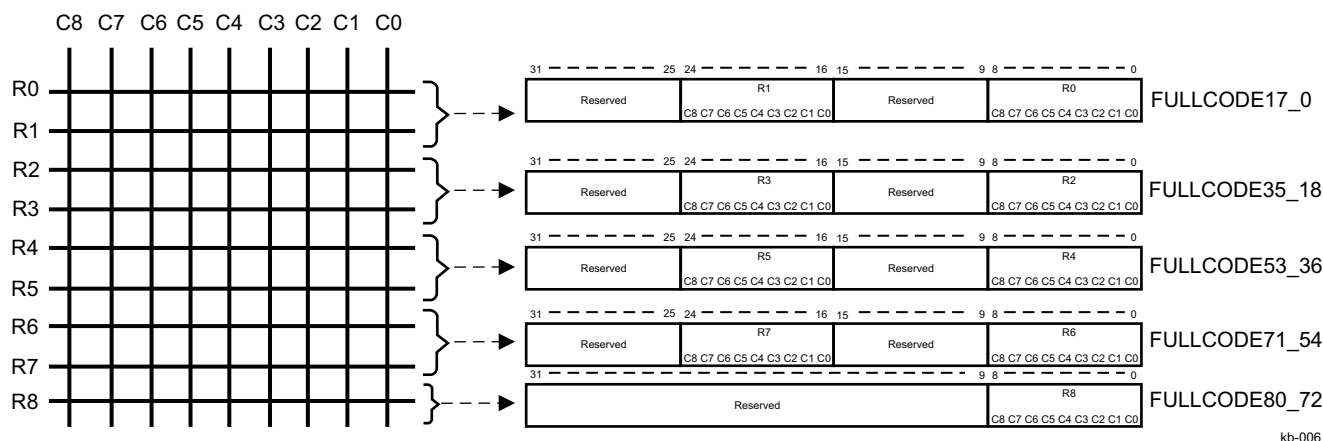 C8 C7 C6 C5 C4 C3 C2 C1 C0
R0
R1
R2
R3
R4
R5
R6
R7
R8
31 25 24 16 15 9 8 0
Reserved R1 Reserved R0
C8 C7 C6 C5 C4 C3 C2 C1 C0 C8 C7 C6 C5 C4 C3 C2 C1 C0
FULLCODE17_0
31 25 24 16 15 9 8 0
Reserved R3 Reserved R2
C8 C7 C6 C5 C4 C3 C2 C1 C0 C8 C7 C6 C5 C4 C3 C2 C1 C0
FULLCODE35_18
31 25 24 16 15 9 8 0
Reserved R5 Reserved R4
C8 C7 C6 C5 C4 C3 C2 C1 C0 C8 C7 C6 C5 C4 C3 C2 C1 C0
FULLCODE53_36
31 25 24 16 15 9 8 0
Reserved R7 Reserved R6
C8 C7 C6 C5 C4 C3 C2 C1 C0 C8 C7 C6 C5 C4 C3 C2 C1 C0
FULLCODE71_54
31 9 8 0
Reserved R8
C8 C7 C6 C5 C4 C3 C2 C1 C0
FULLCODE80_72
kb-006